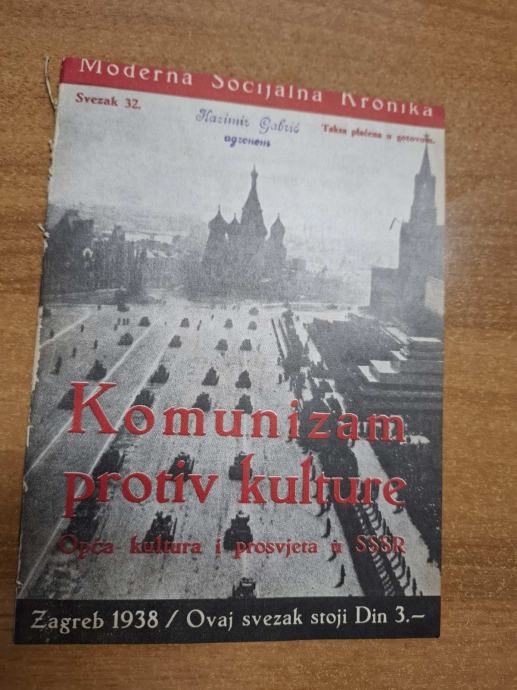 Moderna Socijalna Kronika
Svezak 32.
Kazimir Gabrić
agronom
Taksa plaćena u gotovom.
Komunizam
protiv kulture
Opća kultura i prosvjeta u SSSR
Zagreb 1938 / Ovaj svezak stoji Din 3.—